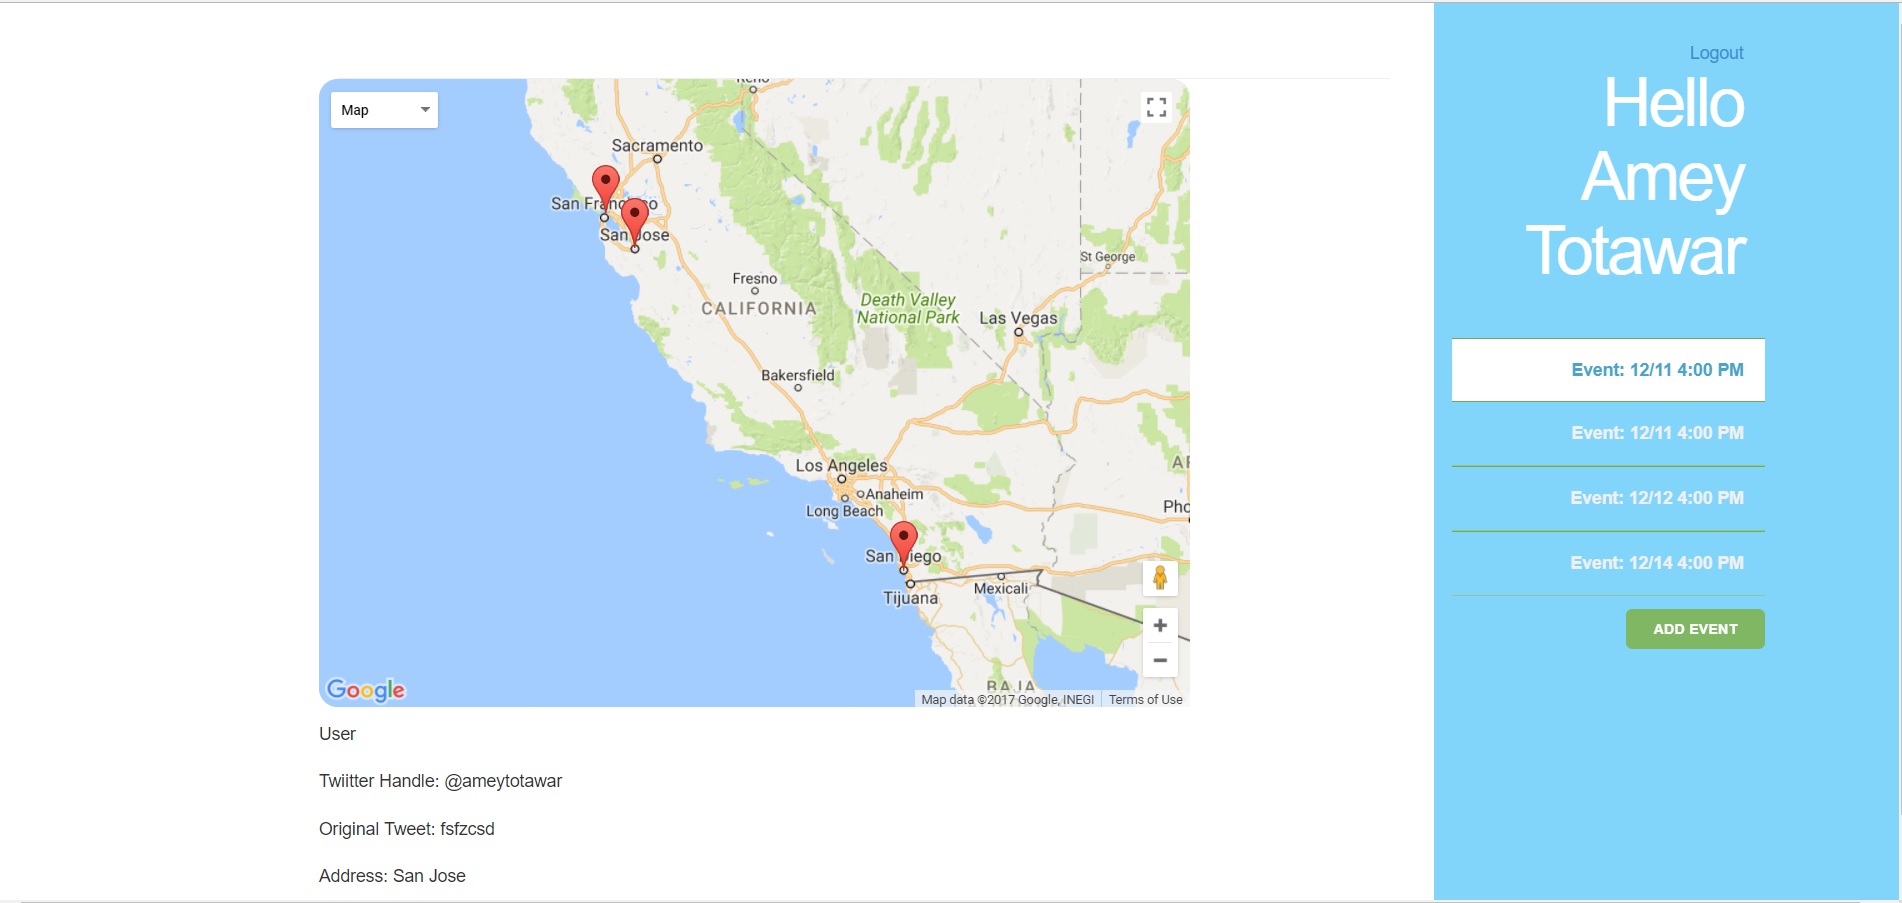 Logout
Hello
Amey
Totawar
Event: 12/11 4:00 PM
Event: 12/11 4:00 PM
Event: 12/12 4:00 PM
Event: 12/14 4:00 PM
ADD EVENT
Map
Reno
Sacramento
San Francisco
San Jose
Fresno
CALIFORNIA
Death Valley
National Park
Las Vegas
St George
Bakersfield
Los Angeles
Anaheim
Long Beach
San Diego
Tijuana
Mexicali
BAJA
Google
Map data ©2017 Google, INEGI
Terms of Use
User
Twiitter Handle: @ameytotawar
Original Tweet: fsfzcsd
Address: San Jose